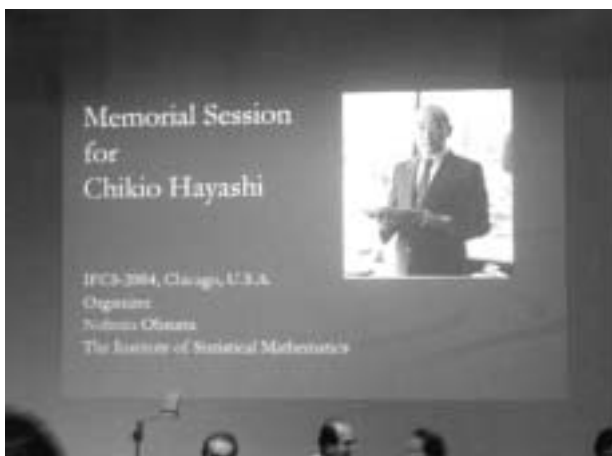 Memorial Session
for
Chikio Hayashi
IFCS-2004, Chicago, U.S.A.
Organizer
The Institute of Statistical Mathematics